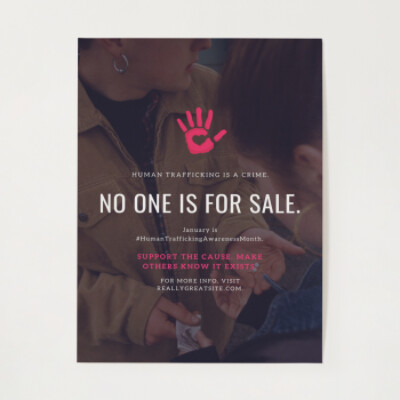 HUMAN TRAFFICKING IS A CRIME.
NO ONE IS FOR SALE.
January is
#HumanTraffickingAwarenessMonth.
SUPPORT THE CAUSE. MAKE
OTHERS KNOW IT EXISTS.
FOR MORE INFO, VISIT
REALLYGREATSITE.COM.